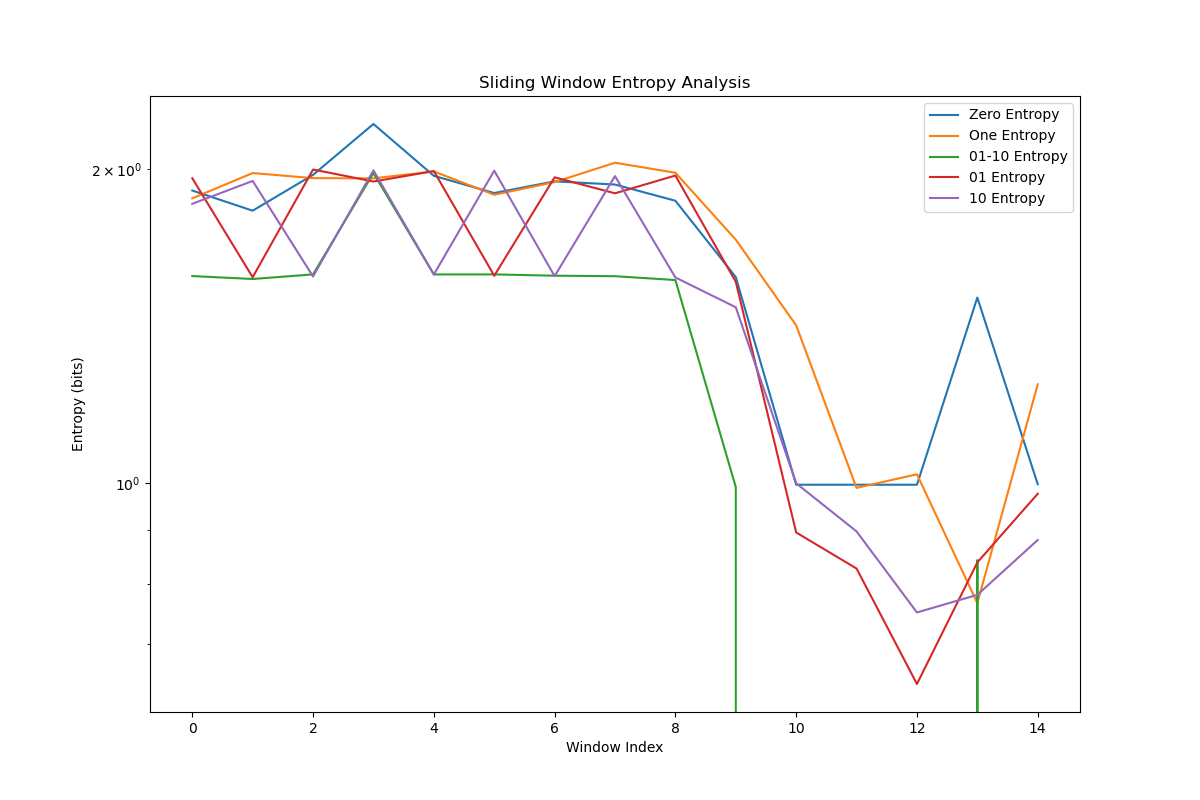 Sliding Window Entropy Analysis
Zero Entropy
One Entropy
01-10 Entropy
01 Entropy
10 Entropy
2 × 10⁰
10⁰
Entropy (bits)
0 2 4 6 8 10 12 14
Window Index